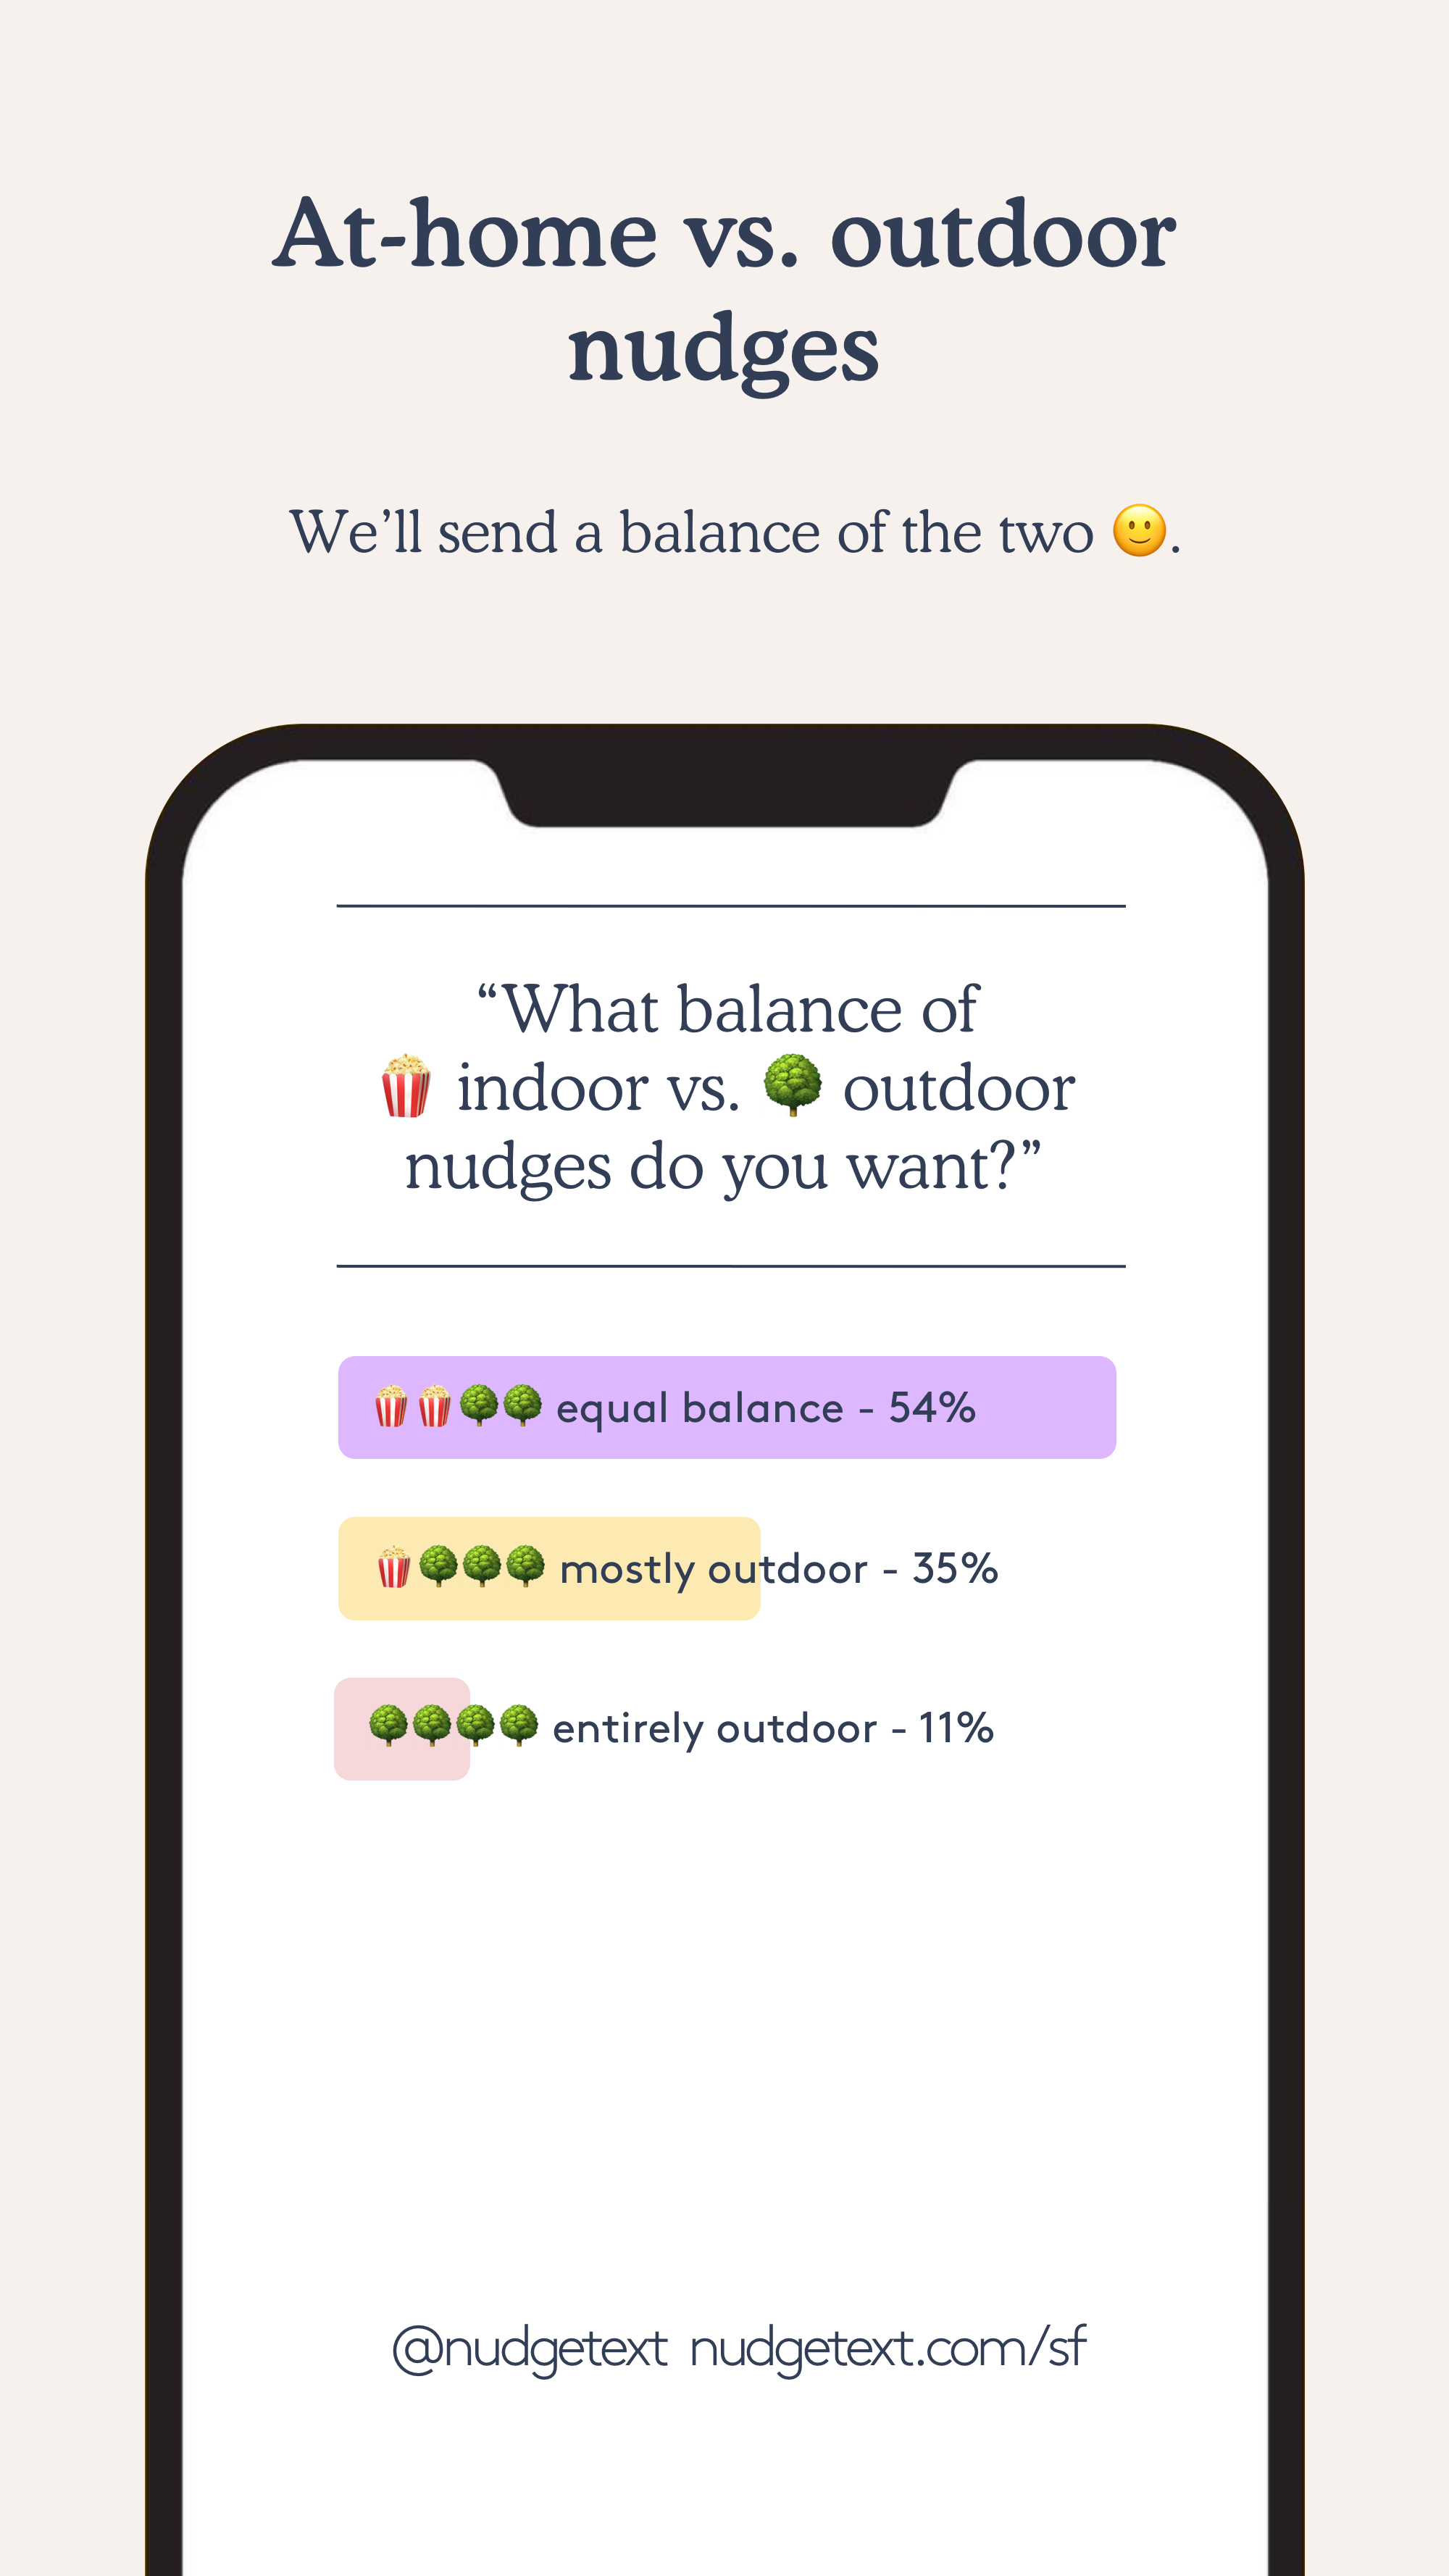 At-home vs. outdoor
nudges
We’ll send a balance of the two 🙂.
“What balance of
🍿 indoor vs. 🌳 outdoor
nudges do you want?”
🍿🍿🌳🌳 equal balance - 54%
🍿🌳🌳🌳 mostly outdoor - 35%
🌳🌳🌳🌳 entirely outdoor - 11%
@nudgetext nudgetext.com/sf